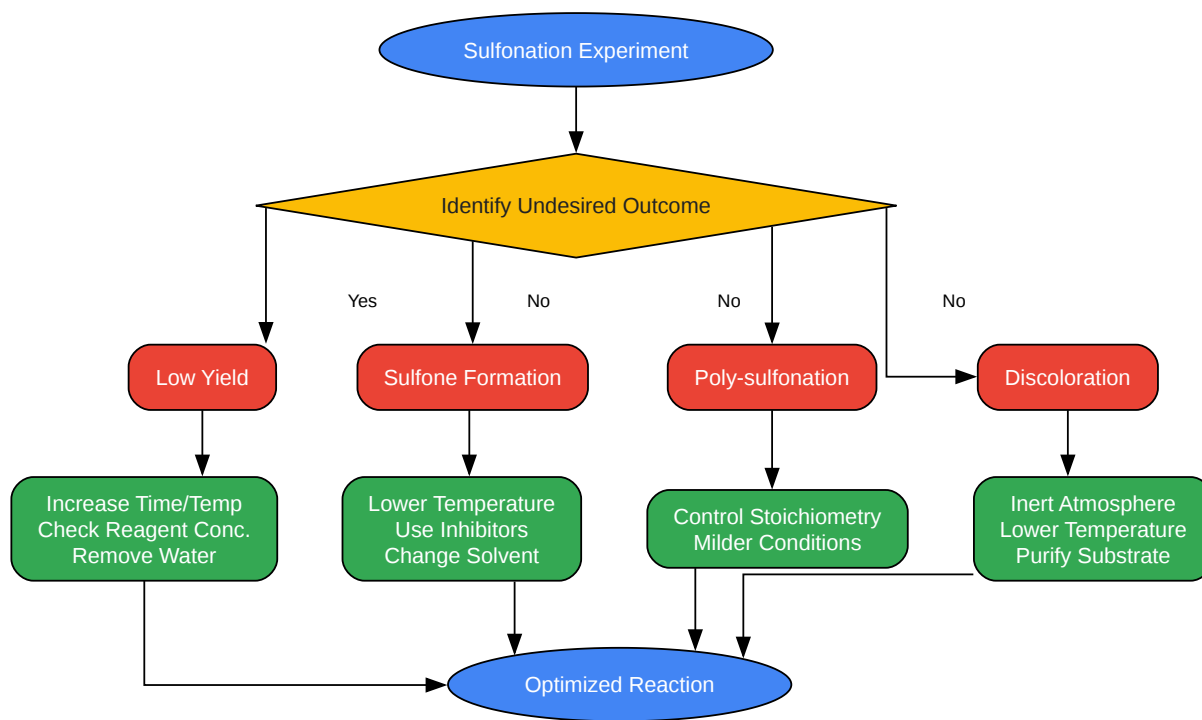 Sulfonation Experiment
Identify Undesired Outcome
Yes
No
No
No
Low Yield
Sulfone Formation
Poly-sulfonation
Discoloration
Increase Time/Temp
Check Reagent Conc.
Remove Water
Lower Temperature
Use Inhibitors
Change Solvent
Control Stoichiometry
Milder Conditions
Inert Atmosphere
Lower Temperature
Purify Substrate
Optimized Reaction